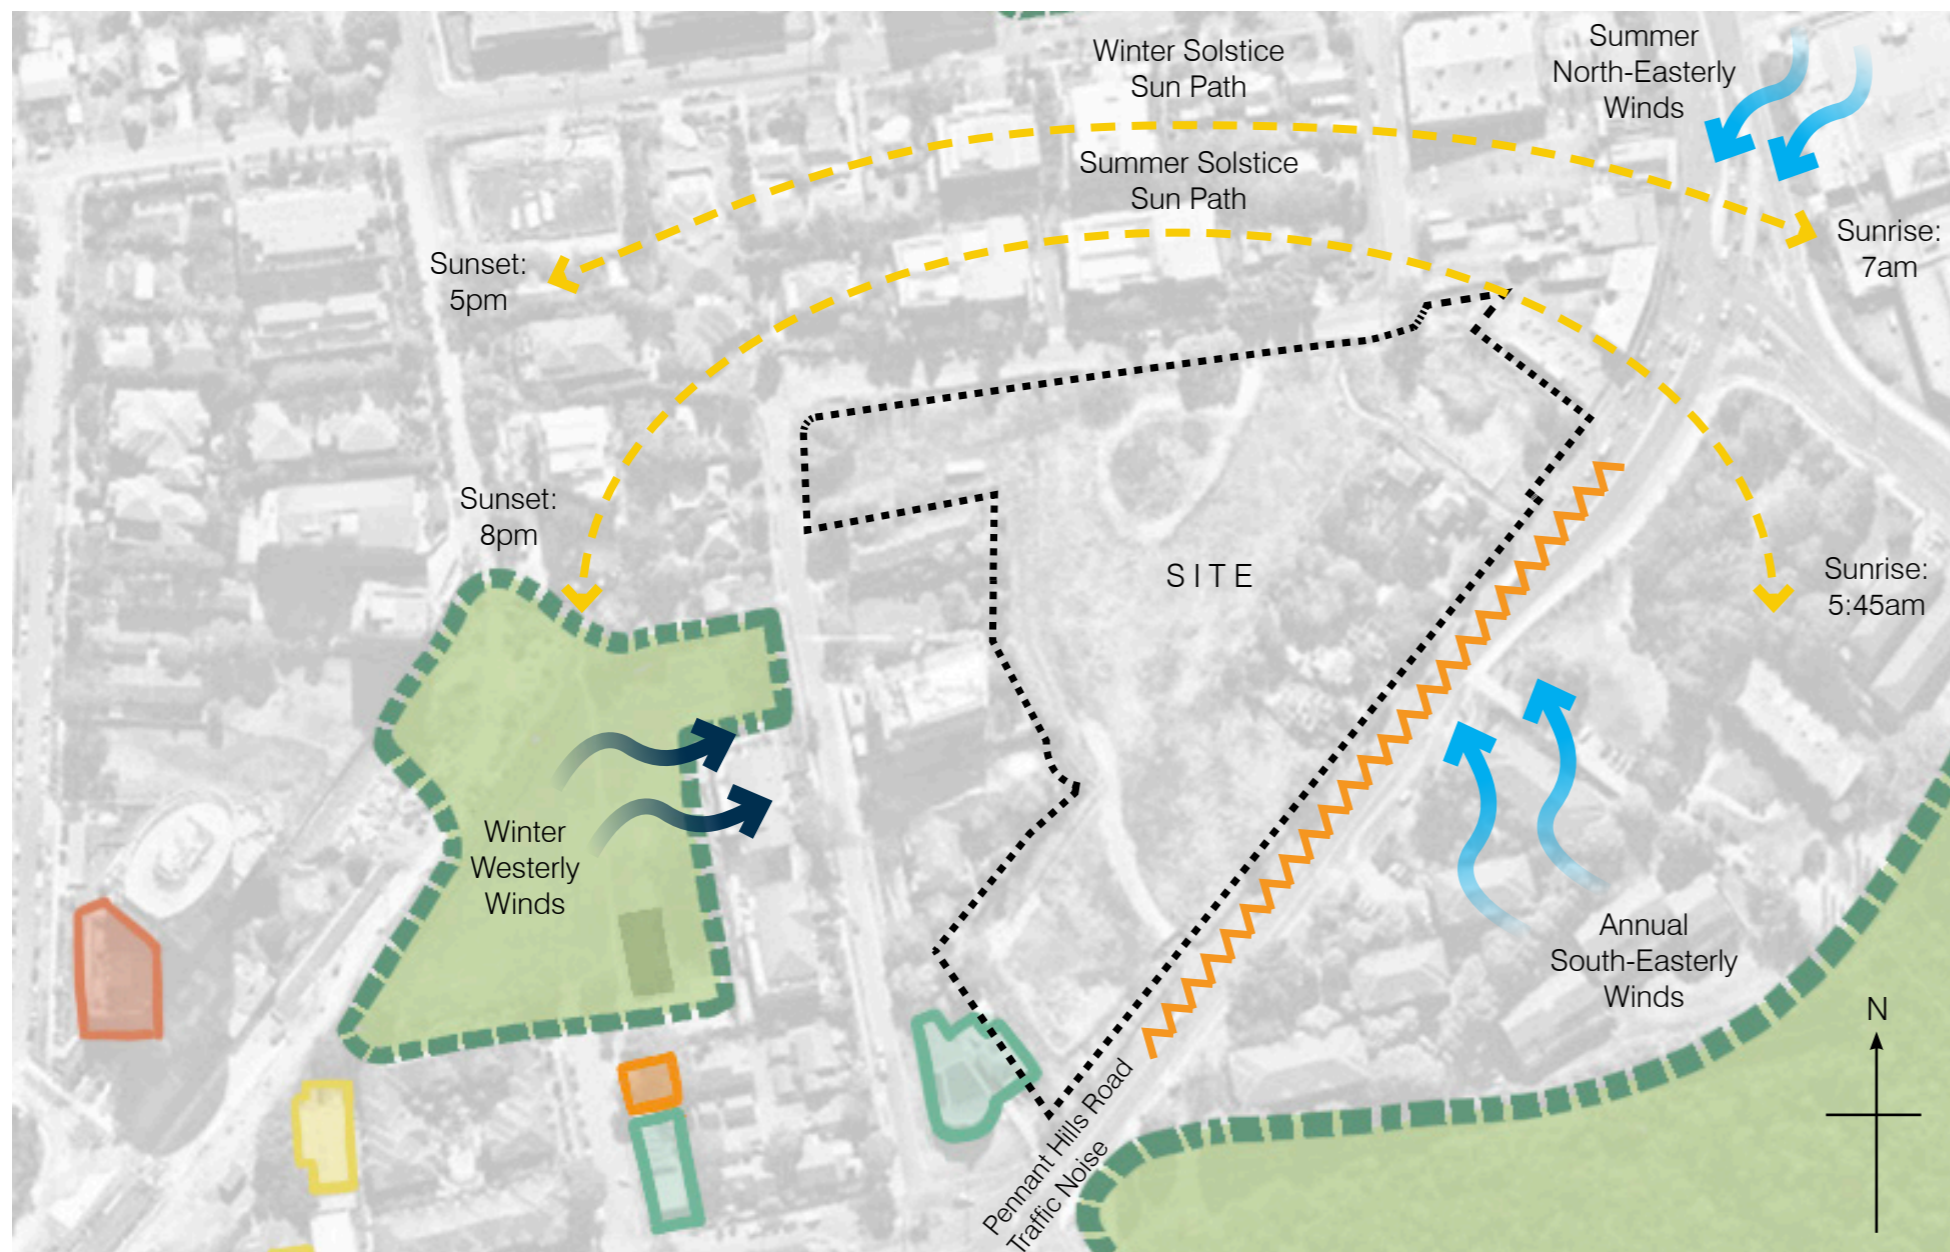 Winter Solstice
Sun Path
Summer
North-Easterly
Winds
Summer Solstice
Sun Path
Sunset:
5pm
Sunrise:
7am
Sunset:
8pm
SITE
Sunrise:
5:45am
Winter
Westerly
Winds
Annual
South-Easterly
Winds
N
Pennant Hills Road
Traffic Noise